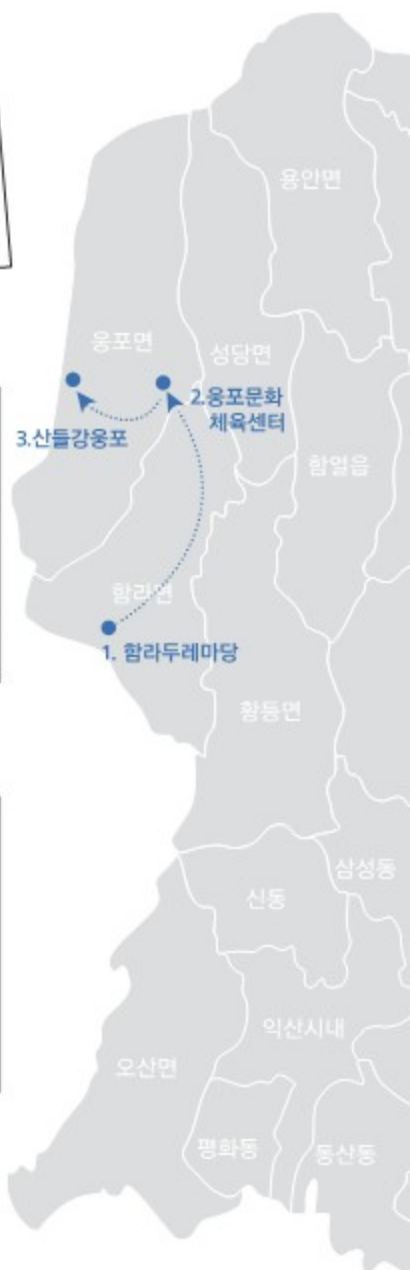 용안면
웅포면
성당면
2.웅포문화
체육센터
3.산들강웅포
함열읍
함라면
1. 함라두레마당
황등면
삼성동
신동
익산시내
오산면
평화동
동산동